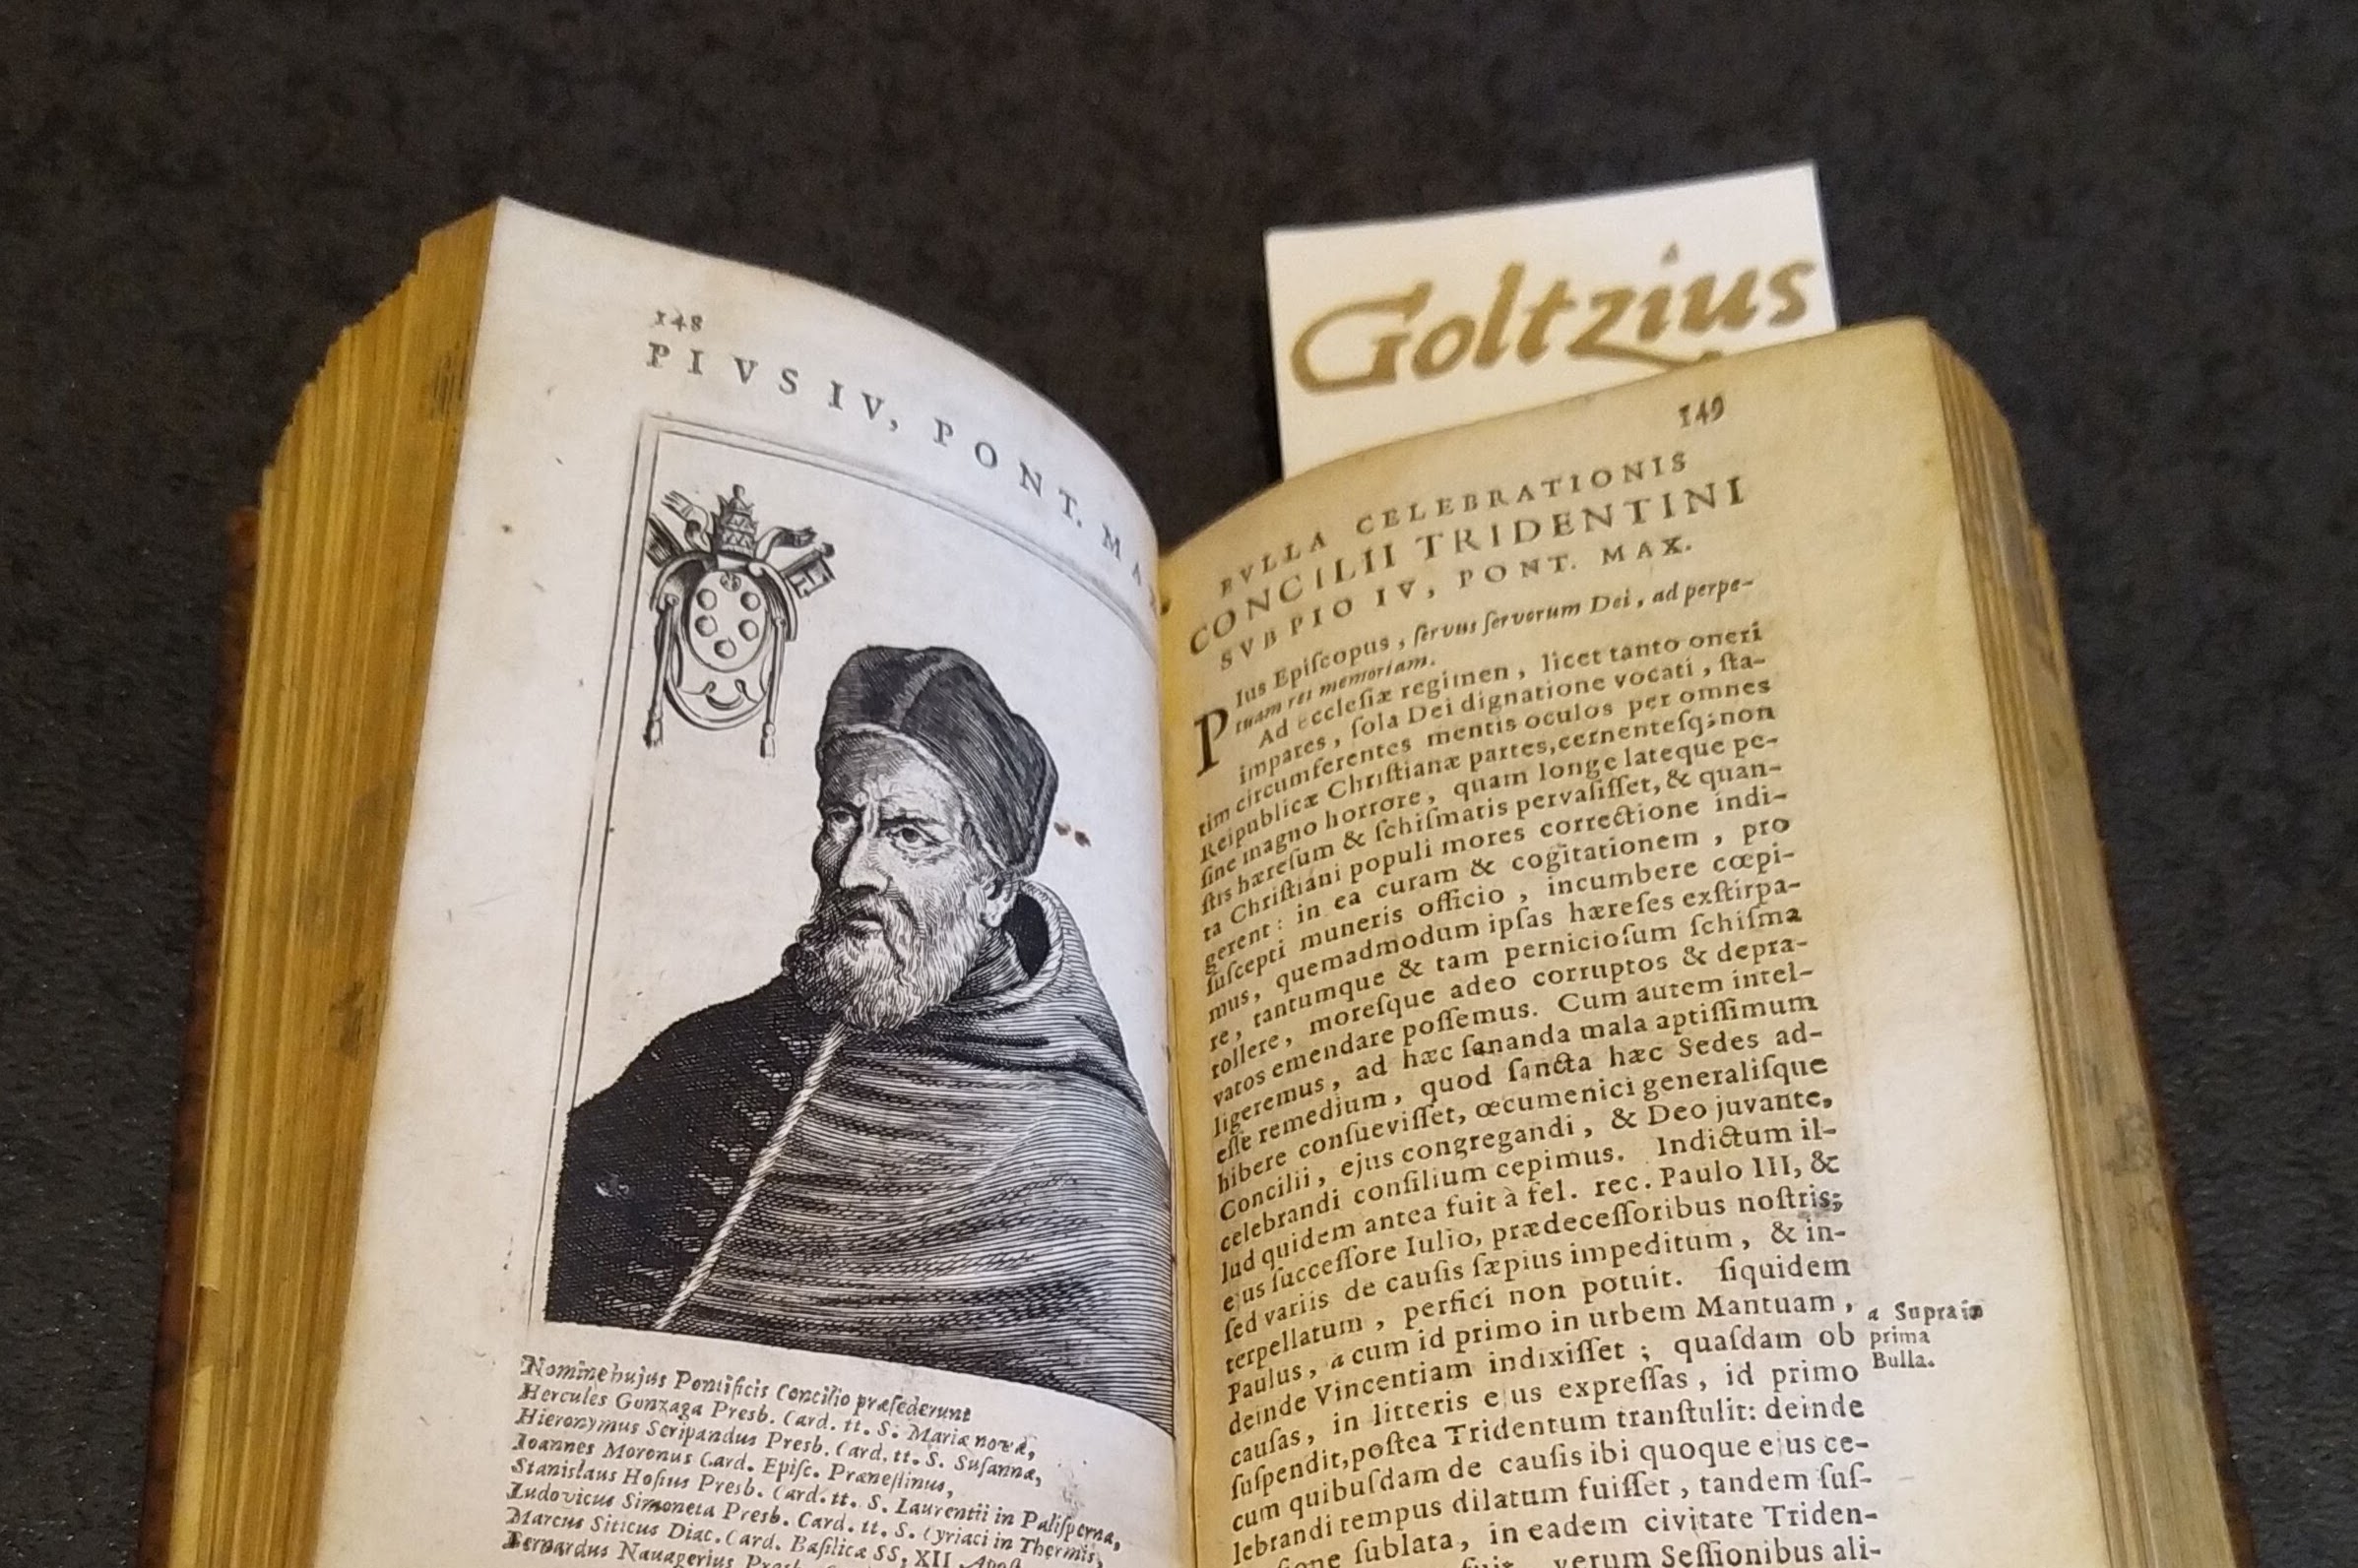 148
PIVS IV, PONT. MA
Nomine hujus Pontificis Concilio præſederunt
Hercules Gonzaga Presb. Card. tt. S. Mariæ novæ,
Hieronymus Seripandus Presb. Card. tt. S. Suſannæ,
Ioannes Moronus Card. Epiſc. Præneſtinus,
Stanislaus Hoſius Presb. Card. tt. S. Laurentii in Paliſperna,
Ludovicus Simoneta Presb. Card. tt. S. Cyriaci in Thermis,
Marcus Siticus Diac. Card. Baſilicæ SS. XII Apoſt
Bernardus Nauagerius Presb.
Goltzius
149
BVLLA CELEBRATIONIS
CONCILII TRIDENTINI
SVB PIO IV, PONT. MAX.
PIus Epiſcopus, ſervus ſervorum Dei, ad perpe-
tuam rei memoriam.
Ad eccleſiæ regimen, licet tanto oneri
impares, ſola Dei dignatione vocati, ſta-
tim circumferentes mentis oculos per omnes
Reipublicæ Chriſtianæ partes, cernenteſq; non
ſine magno horrore, quam longe lateque pe-
ſtis hæreſum & ſchiſmatis pervaſiſſet, & quan-
ta Chriſtiani populi mores correctione indi-
gerent: in ea curam & cogitationem, pro
ſuſcepti muneris officio, incumbere cœpi-
mus, quemadmodum ipſas hæreſes exſtirpa-
re, tantumque & tam pernicioſum ſchiſma
tollere, moreſque adeo corruptos & depra-
vatos emendare poſſemus. Cum autem intel-
ligeremus, ad hæc ſananda mala aptiſſimum
eſſe remedium, quod ſancta hæc Sedes ad-
hibere conſueviſſet, œcumenici generaliſque
Concilii, ejus congregandi, & Deo juvante,
celebrandi conſilium cepimus. Indictum il-
lud quidem antea fuit à fel. rec. Paulo III, &
ejus ſucceſſore Iulio, prædeceſſoribus noſtris;
ſed variis de cauſis ſæpius impeditum, & in-
terpellatum, perfici non potuit. ſiquidem
Paulus, a cum id primo in urbem Mantuam,
deinde Vincentiam indixiſſet; quaſdam ob
cauſas, in litteris ejus expreſſas, id primo
ſuſpendit, poſtea Tridentum tranſtulit: deinde
cum quibuſdam de cauſis ibi quoque ejus ce-
lebrandi tempus dilatum fuiſſet, tandem ſuſ-
ſublata, in eadem civitate Triden-
verum Seſſionibus ali-
a Supra in
prima
Bulla.